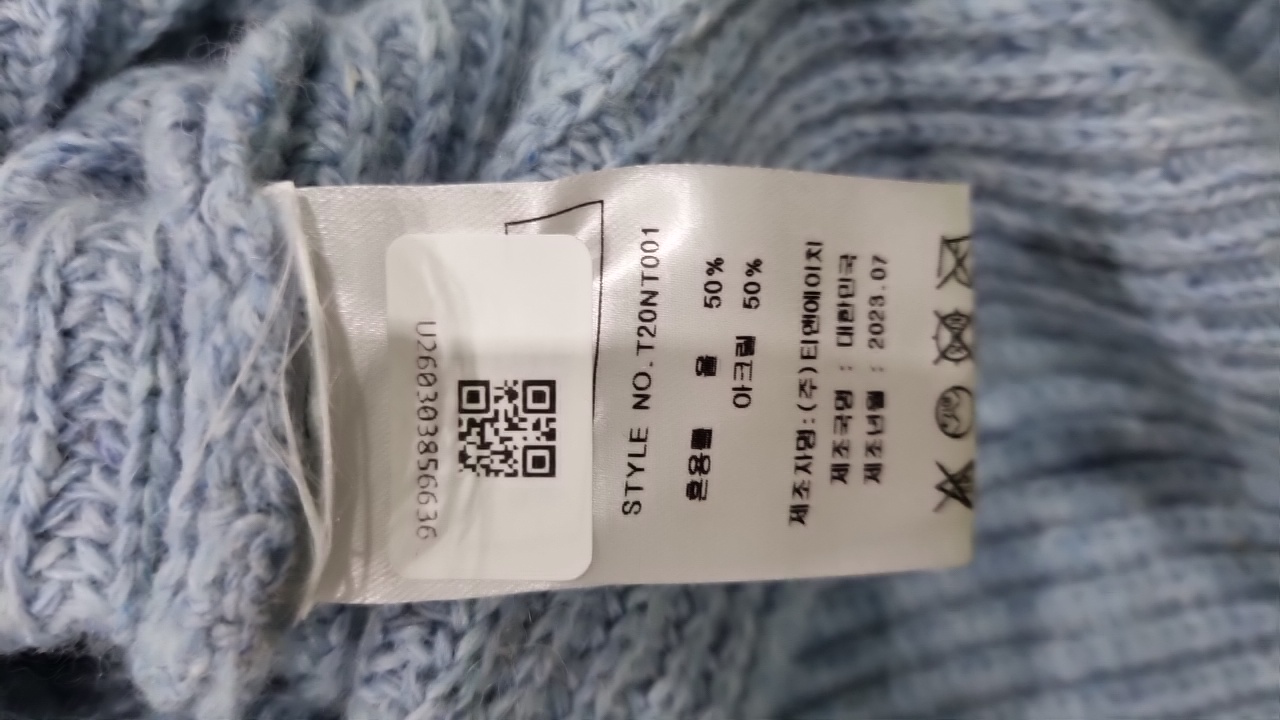 U260303856636
STYLE NO.T20NT001
혼용률 울 50%
아크릴 50%
제조자명:(주)티엔에이치
제조국명 : 대한민국
제조년월 : 2023.07